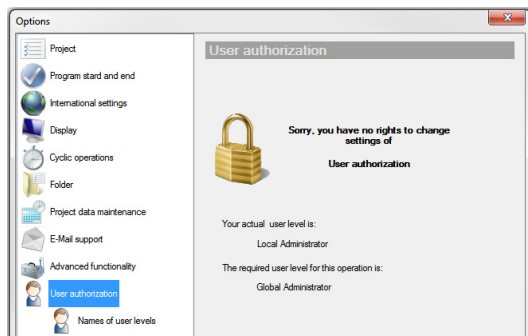 Options
Project
Program stard and end
International settings
Display
Cyclic operations
Folder
Project data maintenance
E-Mail support
Advanced functionality
User authorization
Names of user levels
User authorization
Sorry, you have no rights to change
settings of
User authorization
Your actual user level is:
Local Administrator
The required user level for this operation is:
Global Administrator